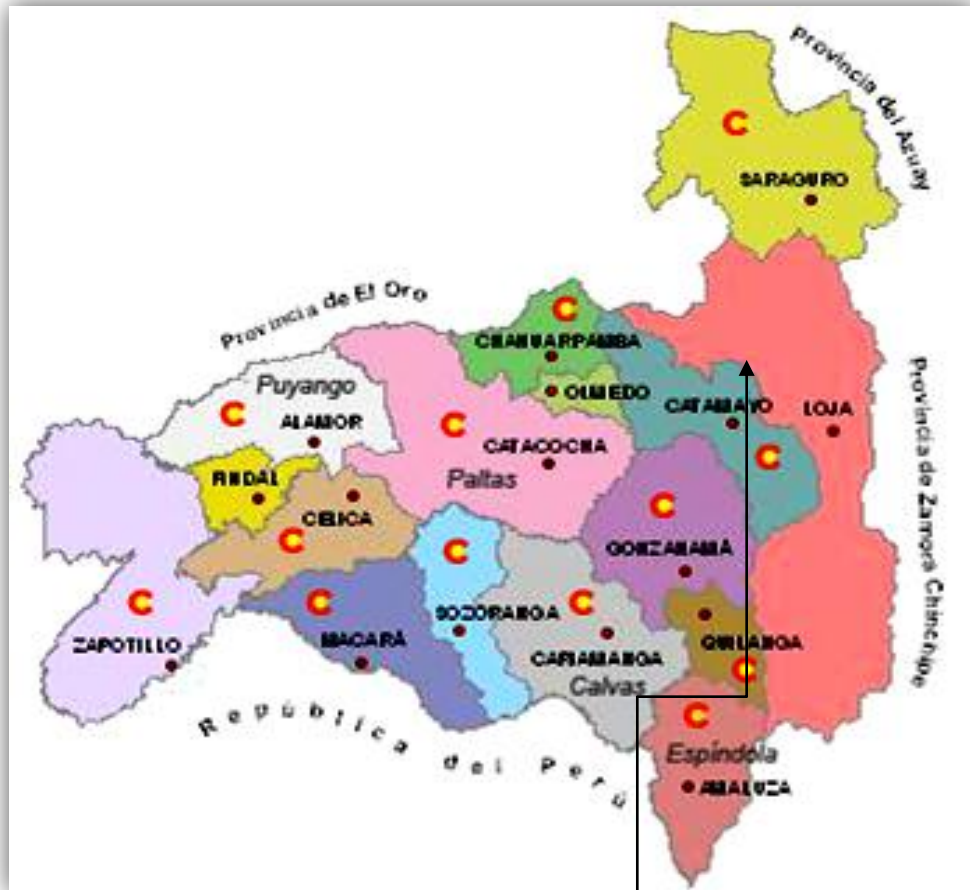 Provincia del Azuay
C
SARAGURO
Provincia de El Oro
C
CHAHUARPAMBA
Puyango
C
ALAMOR
OLMEDO
CATAMAYO
C
LOJA
C
CATACOCHA
Paltas
PINDAL
CELICA
C
C
GONZANAMÁ
Provincia de Zamora Chinchipe
C
ZAPOTILLO
C
MACARÁ
C
SOZORANGA
C
CARIAMANGA
Calvas
QUILANGA
C
C
Espíndola
AMALUZA
República del Perú